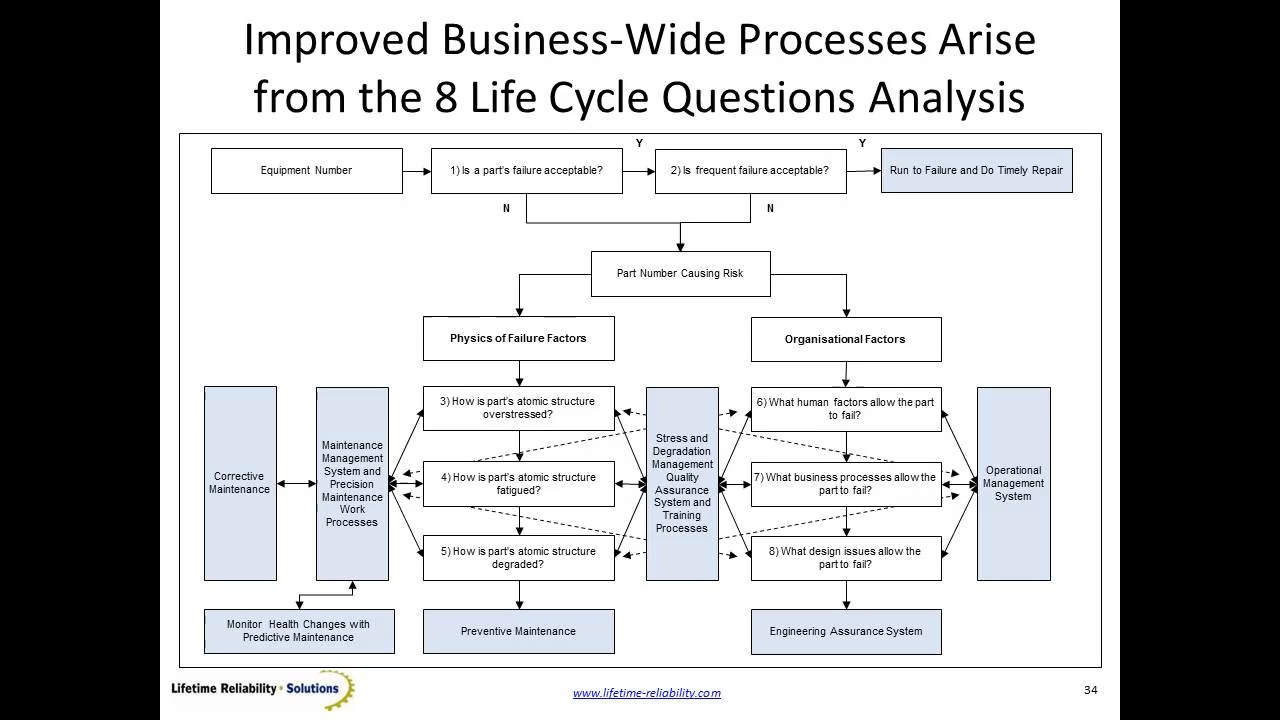 Improved Business-Wide Processes Arise
from the 8 Life Cycle Questions Analysis
Y
Y
Equipment Number
1) Is a part's failure acceptable?
2) Is frequent failure acceptable?
Run to Failure and Do Timely Repair
N
N
Part Number Causing Risk
Physics of Failure Factors
Organisational Factors
Corrective
Maintenance
Maintenance
Management
System and
Precision
Maintenance
Work
Processes
3) How is part's atomic structure
overstressed?
4) How is part's atomic structure
fatigued?
5) How is part's atomic structure
degraded?
Stress and
Degradation
Management
Quality
Assurance
System and
Training
Processes
6) What human factors allow the part
to fail?
7) What business processes allow the
part to fail?
8) What design issues allow the
part to fail?
Operational
Management
System
Monitor Health Changes with
Predictive Maintenance
Preventive Maintenance
Engineering Assurance System
Lifetime Reliability • Solutions
www.lifetime-reliability.com
34